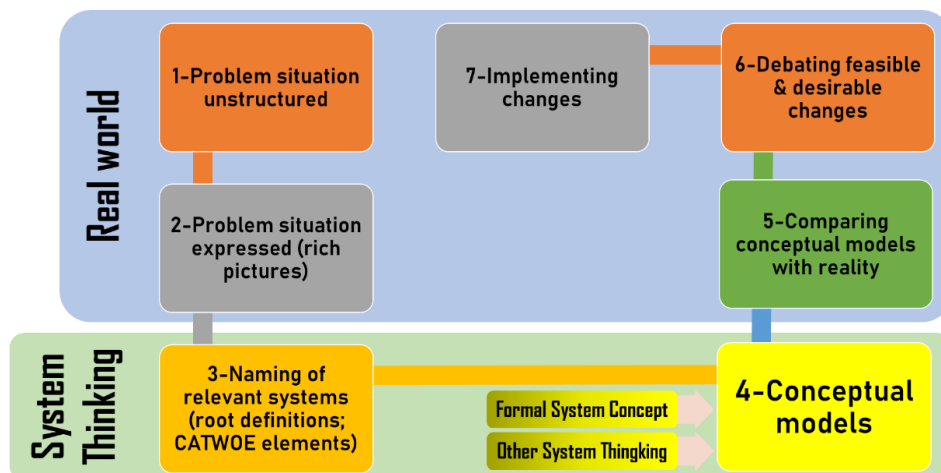 Real world
1-Problem situation
unstructured
2-Problem situation
expressed (rich
pictures)
7-Implementing
changes
6-Debating feasible
& desirable
changes
5-Comparing
conceptual models
with reality
System
Thinking
3-Naming of
relevant systems
(root definitions;
CATWOE elements)
Formal System Concept
Other System Thingking
4-Conceptual
models